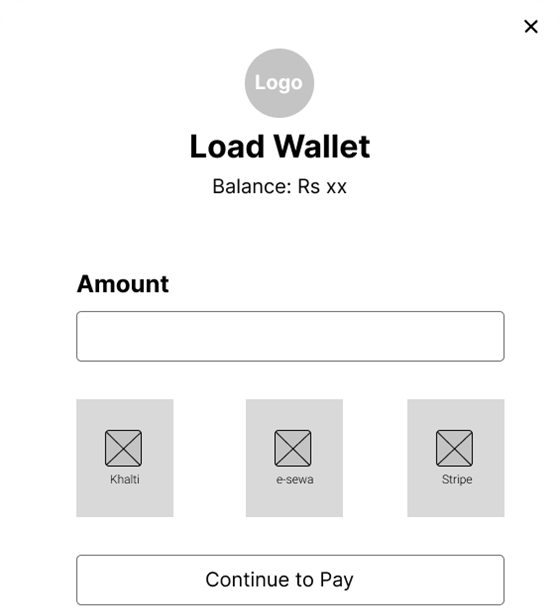 Logo
Load Wallet
Balance: Rs xx
Amount
Khalti
e-sewa
Stripe
Continue to Pay